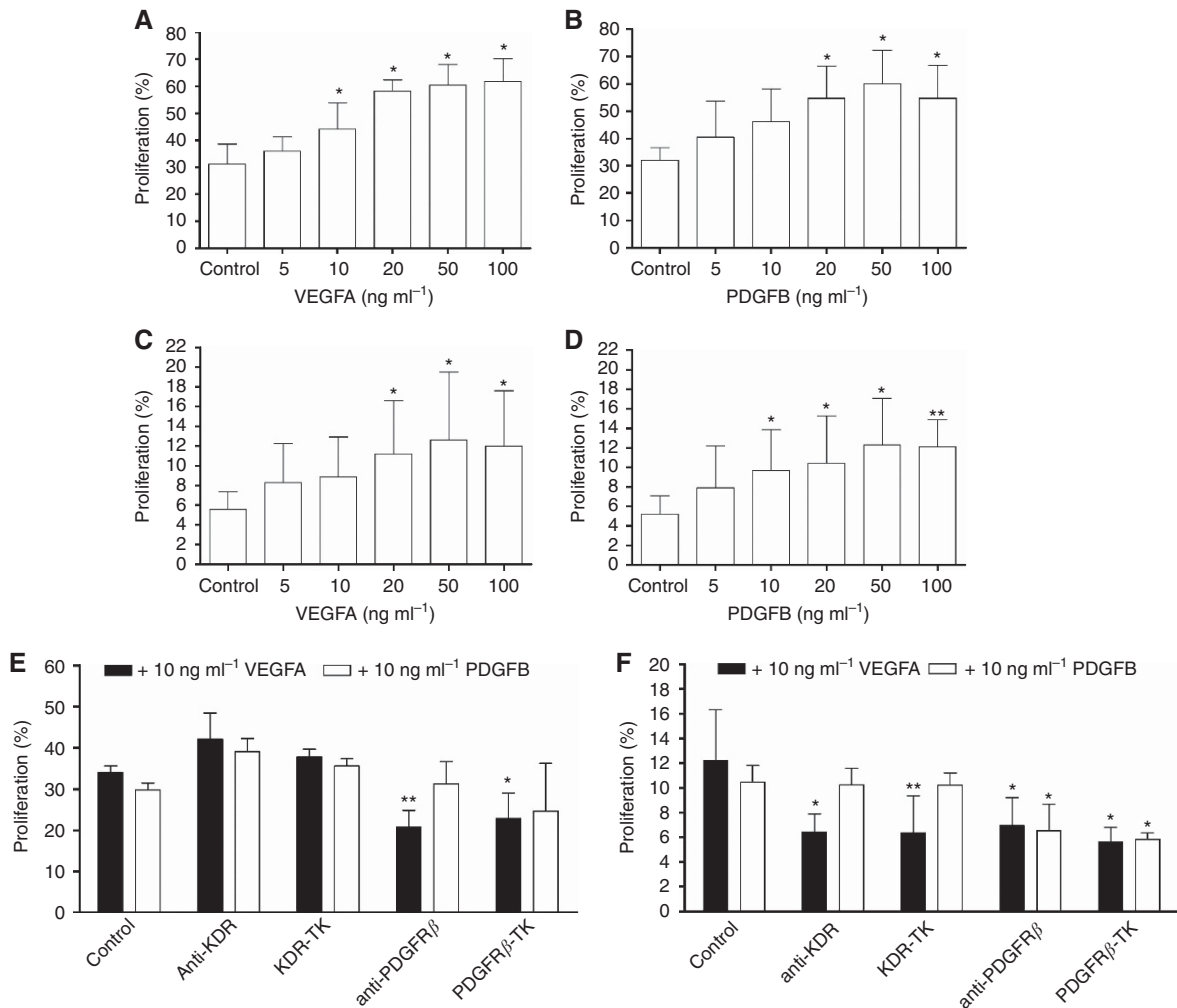 A
80
70
60
50
40
30
20
10
0
Proliferation (%)
* * * *
Control 5 10 20 50 100
VEGFA (ng ml⁻¹)
B
80
70
60
50
40
30
20
10
0
Proliferation (%)
* * *
Control 5 10 20 50 100
PDGFB (ng ml⁻¹)
C
22
20
18
16
14
12
10
8
6
4
2
0
Proliferation (%)
* * *
Control 5 10 20 50 100
VEGFA (ng ml⁻¹)
D
22
20
18
16
14
12
10
8
6
4
2
0
Proliferation (%)
* * * **
Control 5 10 20 50 100
PDGFB (ng ml⁻¹)
E
+ 10 ng ml⁻¹ VEGFA + 10 ng ml⁻¹ PDGFB
60
50
40
30
20
10
0
Proliferation (%)
** *
Control Anti-KDR KDR-TK anti-PDGFRβ PDGFRβ-TK
F
+ 10 ng ml⁻¹ VEGFA + 10 ng ml⁻¹ PDGFB
20
18
16
14
12
10
8
6
4
2
0
Proliferation (%)
* ** * * * *
Control anti-KDR KDR-TK anti-PDGFRβ PDGFRβ-TK